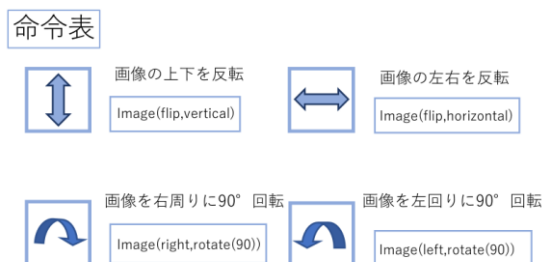 命令表
画像の上下を反転
Image(flip,vertical)
画像の左右を反転
Image(flip,horizontal)
画像を右周りに90°回転
Image(right,rotate(90))
画像を左回りに90°回転
Image(left,rotate(90))